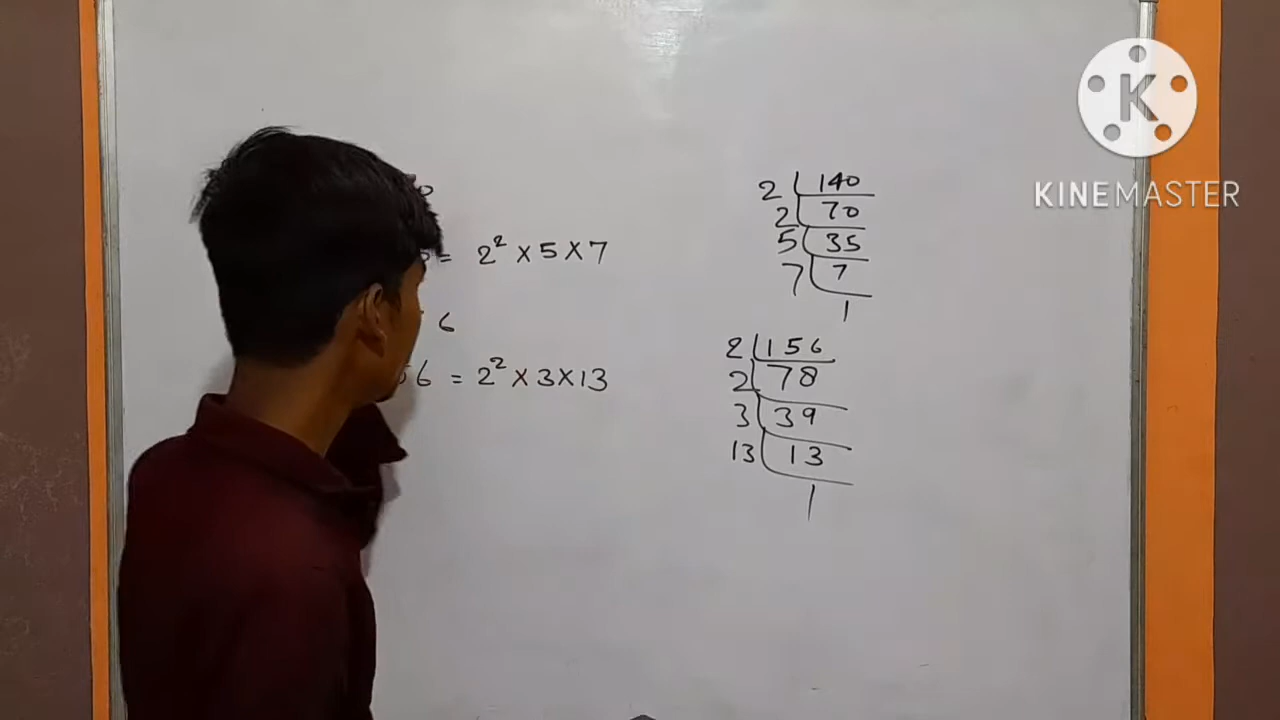 = 2² × 5 × 7
6
56 = 2² × 3 × 13
2 | 140
2 | 70
5 | 35
7 | 7
1
2 | 156
2 | 78
3 | 39
13 | 13
1
K
KINEMASTER